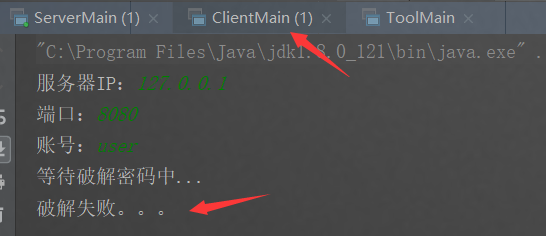 ServerMain (1) × ClientMain (1) × ToolMain
"C:\Program Files\Java\jdk1.8.0_121\bin\java.exe" .
服务器IP：127.0.0.1
端口：8080
账号：user
等待破解密码中...
破解失败。。。